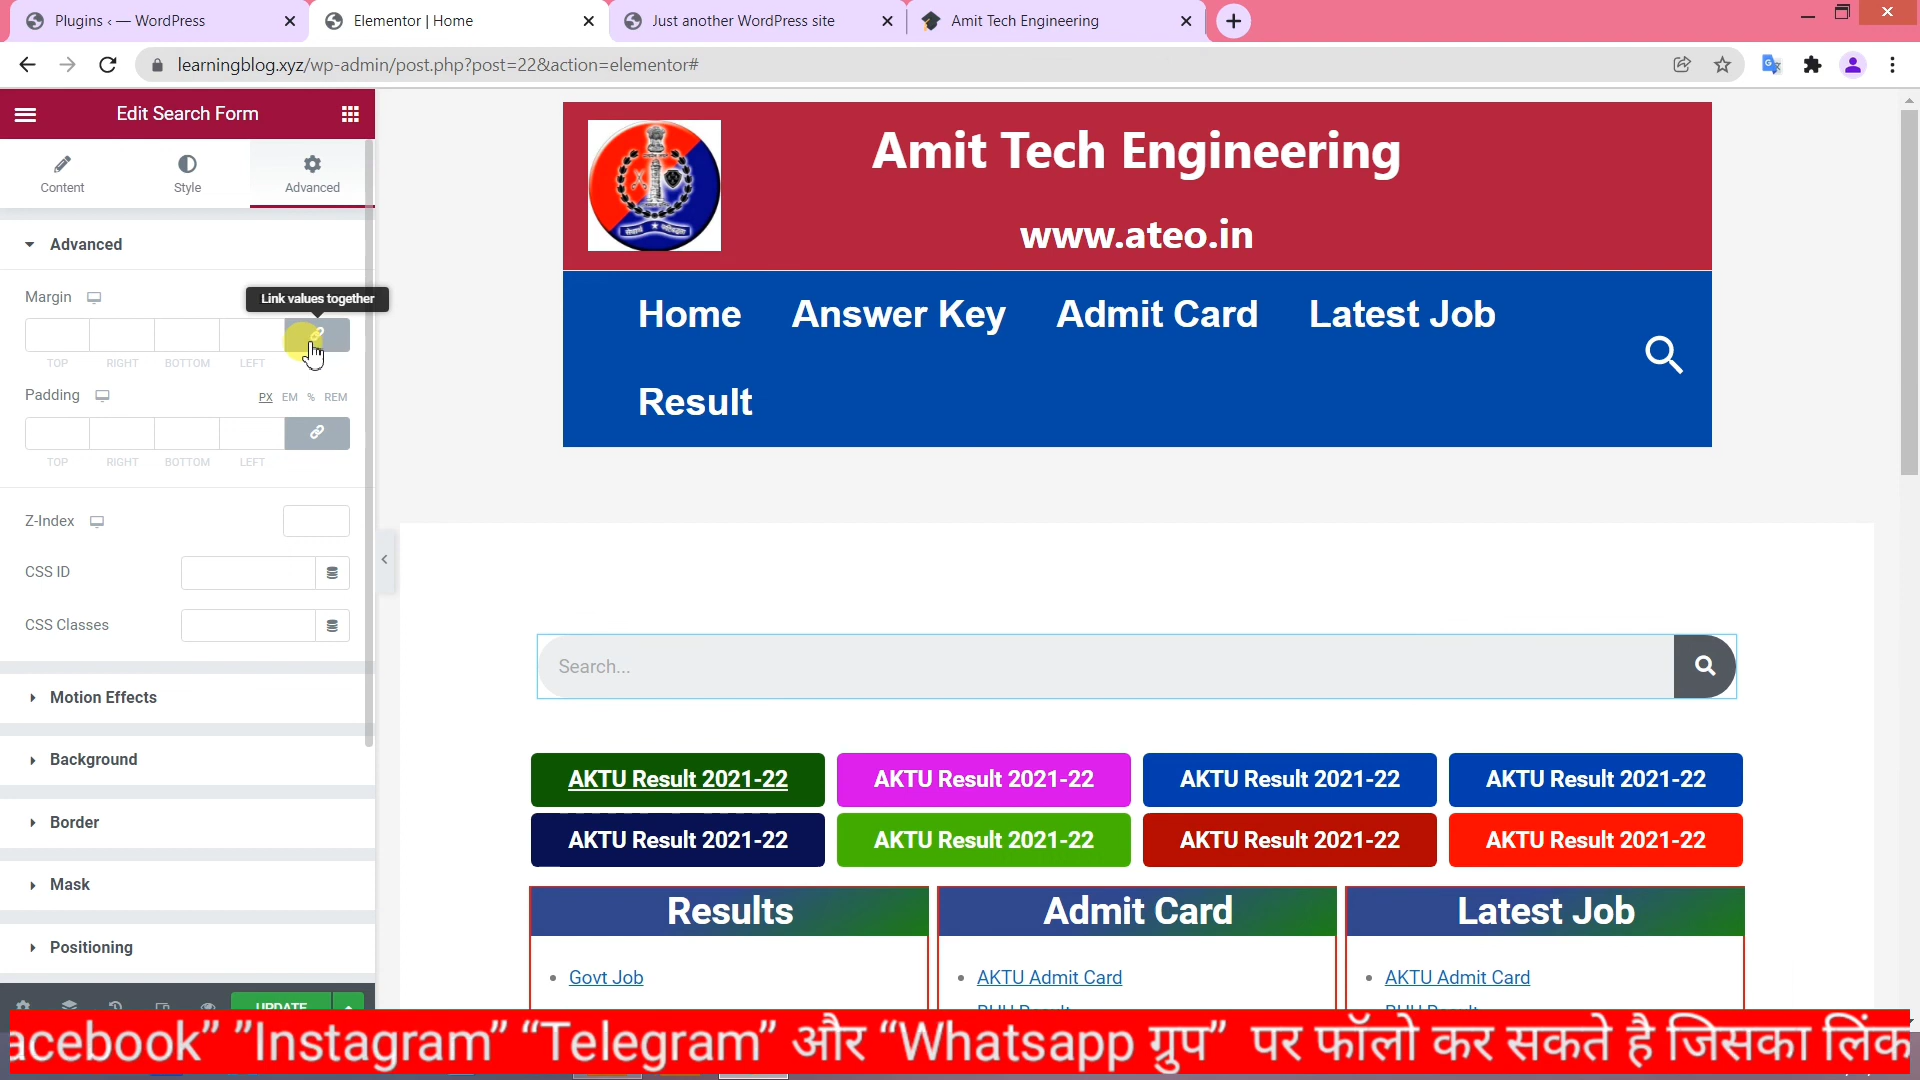 Plugins ‹ — WordPress
Elementor | Home
Just another WordPress site
Amit Tech Engineering
learningblog.xyz/wp-admin/post.php?post=22&action=elementor#
Edit Search Form
Content
Style
Advanced
Advanced
Margin
Link values together
TOP RIGHT BOTTOM LEFT
Padding
PX EM % REM
TOP RIGHT BOTTOM LEFT
Z-Index
CSS ID
CSS Classes
Motion Effects
Background
Border
Mask
Positioning
UPDATE
Amit Tech Engineering
www.ateo.in
Home Answer Key Admit Card Latest Job
Result
Search...
AKTU Result 2021-22 AKTU Result 2021-22 AKTU Result 2021-22 AKTU Result 2021-22
AKTU Result 2021-22 AKTU Result 2021-22 AKTU Result 2021-22 AKTU Result 2021-22
Results Admit Card Latest Job
Govt Job AKTU Admit Card AKTU Admit Card
acebook” ”Instagram” “Telegram” और “Whatsapp ग्रुप” पर फॉलो कर सकते है जिसका लिंक